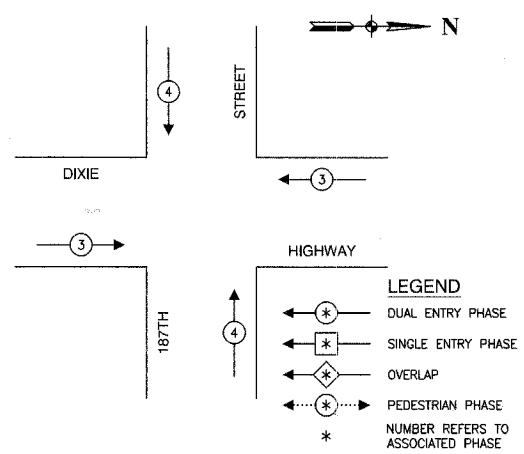 N
4
STREET
DIXIE
3
3
HIGHWAY
187TH
4
LEGEND
* DUAL ENTRY PHASE
* SINGLE ENTRY PHASE
* OVERLAP
* PEDESTRIAN PHASE
* NUMBER REFERS TO
ASSOCIATED PHASE